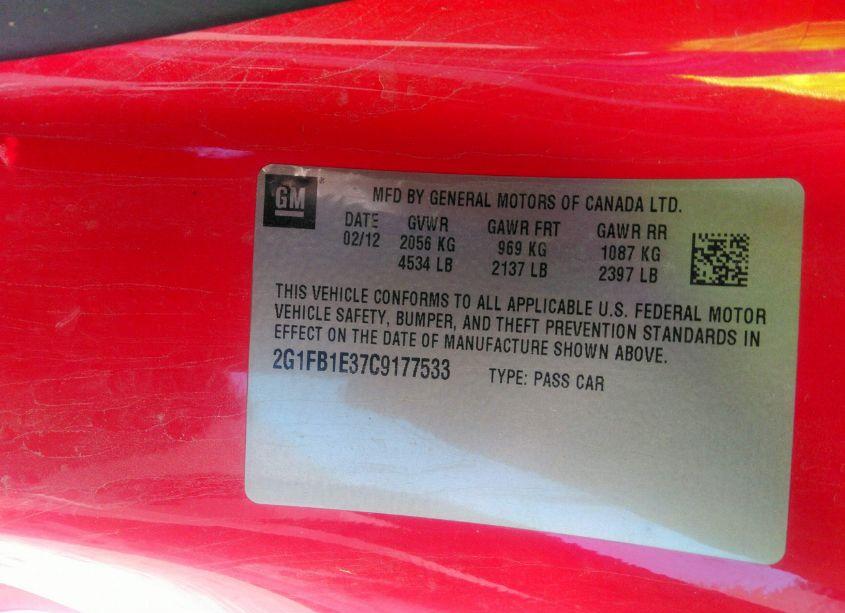 GM
MFD BY GENERAL MOTORS OF CANADA LTD.
DATE GVWR GAWR FRT GAWR RR
02/12 2056 KG 969 KG 1087 KG
4534 LB 2137 LB 2397 LB
THIS VEHICLE CONFORMS TO ALL APPLICABLE U.S. FEDERAL MOTOR
VEHICLE SAFETY, BUMPER, AND THEFT PREVENTION STANDARDS IN
EFFECT ON THE DATE OF MANUFACTURE SHOWN ABOVE.
2G1FB1E37C9177533 TYPE: PASS CAR